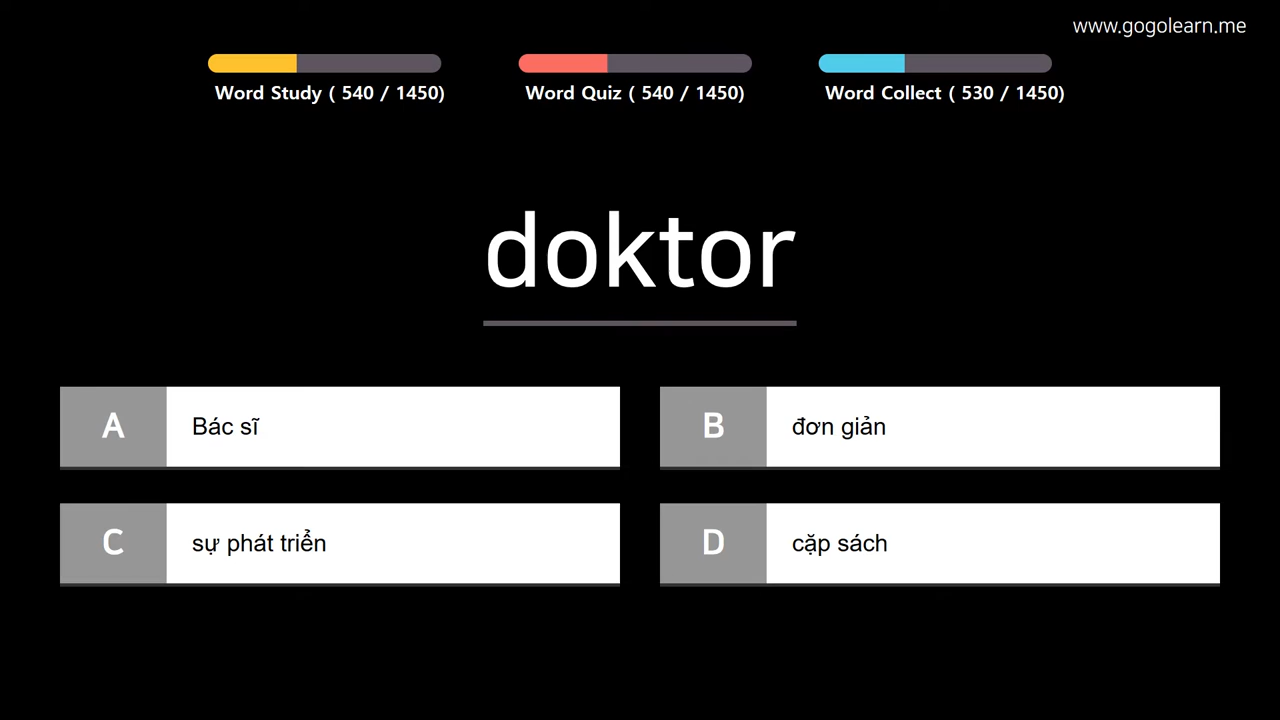 www.gogolearn.me
Word Study ( 540 / 1450)
Word Quiz ( 540 / 1450)
Word Collect ( 530 / 1450)
doktor
A
Bác sĩ
B
đơn giản
C
sự phát triển
D
cặp sách